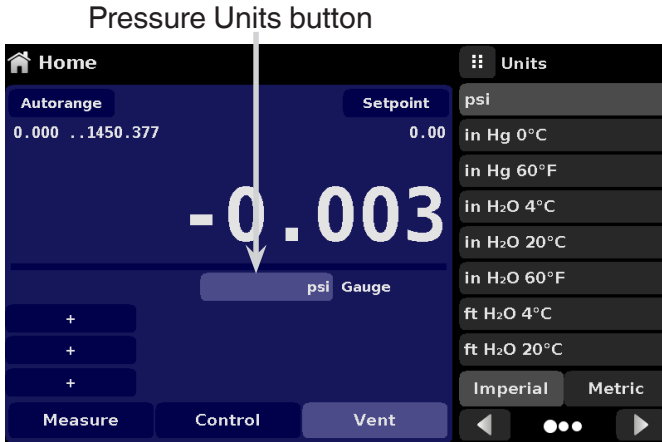 Pressure Units button
Home
Units
Autorange
Setpoint
0.000 ..1450.377
0.00
-0.003
psi Gauge
+
+
+
Measure
Control
Vent
psi
in Hg 0°C
in Hg 60°F
in H₂O 4°C
in H₂O 20°C
in H₂O 60°F
ft H₂O 4°C
ft H₂O 20°C
Imperial
Metric